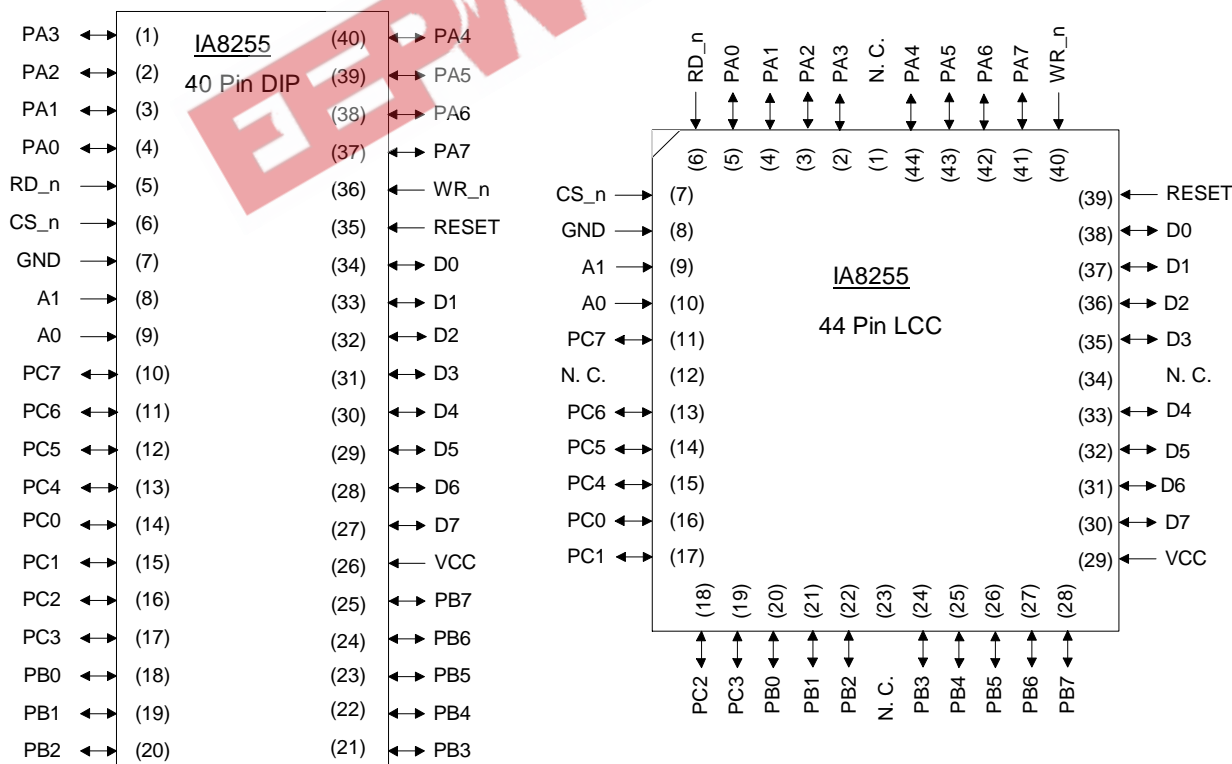 IA8255
40 Pin DIP
PA3 (1) (40) PA4
PA2 (2) (39) PA5
PA1 (3) (38) PA6
PA0 (4) (37) PA7
RD_n (5) (36) WR_n
CS_n (6) (35) RESET
GND (7) (34) D0
A1 (8) (33) D1
A0 (9) (32) D2
PC7 (10) (31) D3
PC6 (11) (30) D4
PC5 (12) (29) D5
PC4 (13) (28) D6
PC0 (14) (27) D7
PC1 (15) (26) VCC
PC2 (16) (25) PB7
PC3 (17) (24) PB6
PB0 (18) (23) PB5
PB1 (19) (22) PB4
PB2 (20) (21) PB3
RD_n PA0 PA1 PA2 PA3 N. C. PA4 PA5 PA6 PA7 WR_n
(6) (5) (4) (3) (2) (1) (44) (43) (42) (41) (40)
IA8255
44 Pin LCC
CS_n (7) (39) RESET
GND (8) (38) D0
A1 (9) (37) D1
A0 (10) (36) D2
PC7 (11) (35) D3
N. C. (12) (34) N. C.
PC6 (13) (33) D4
PC5 (14) (32) D5
PC4 (15) (31) D6
PC0 (16) (30) D7
PC1 (17) (29) VCC
(18) (19) (20) (21) (22) (23) (24) (25) (26) (27) (28)
PC2 PC3 PB0 PB1 PB2 N. C. PB3 PB4 PB5 PB6 PB7